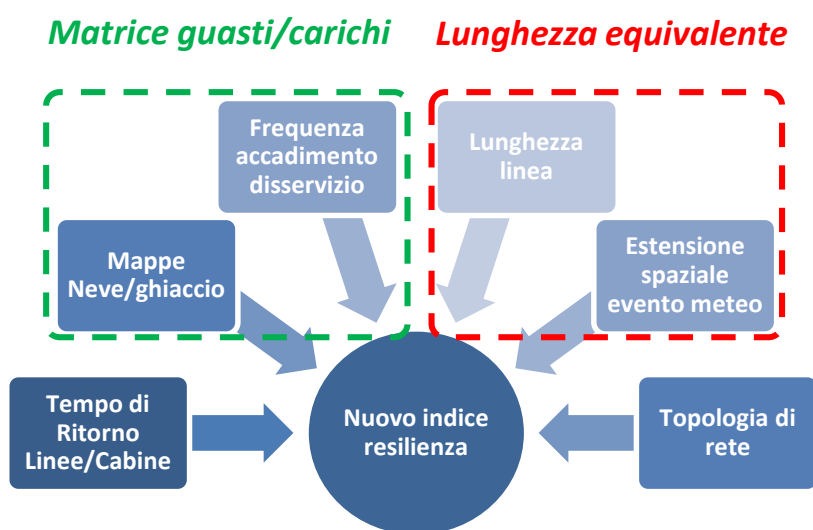 Matrice guasti/carichi
Lunghezza equivalente
Frequenza
accadimento
disservizio
Lunghezza
linea
Mappe
Neve/ghiaccio
Estensione
spaziale
evento meteo
Tempo di
Ritorno
Linee/Cabine
Nuovo indice
resilienza
Topologia di
rete